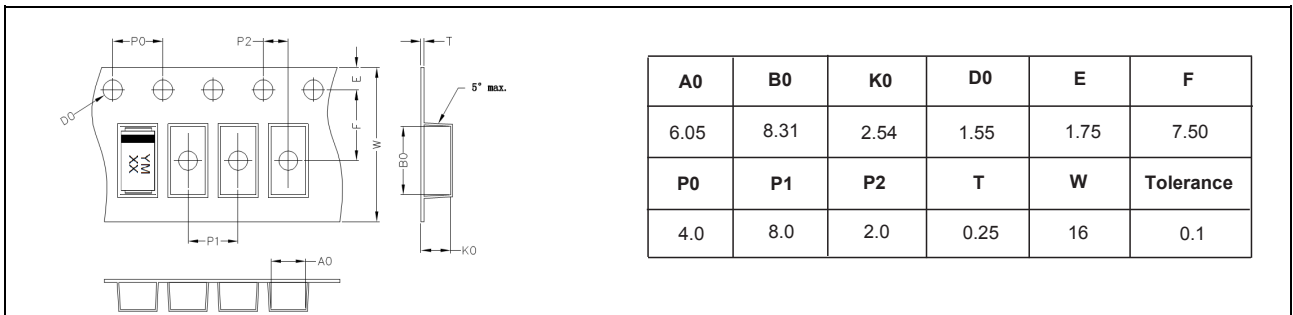 P0
P2
T
E
5° max.
D0
F
W
B0
YM
XX
P1
K0
A0
A0 B0 K0 D0 E F
6.05 8.31 2.54 1.55 1.75 7.50
P0 P1 P2 T W Tolerance
4.0 8.0 2.0 0.25 16 0.1